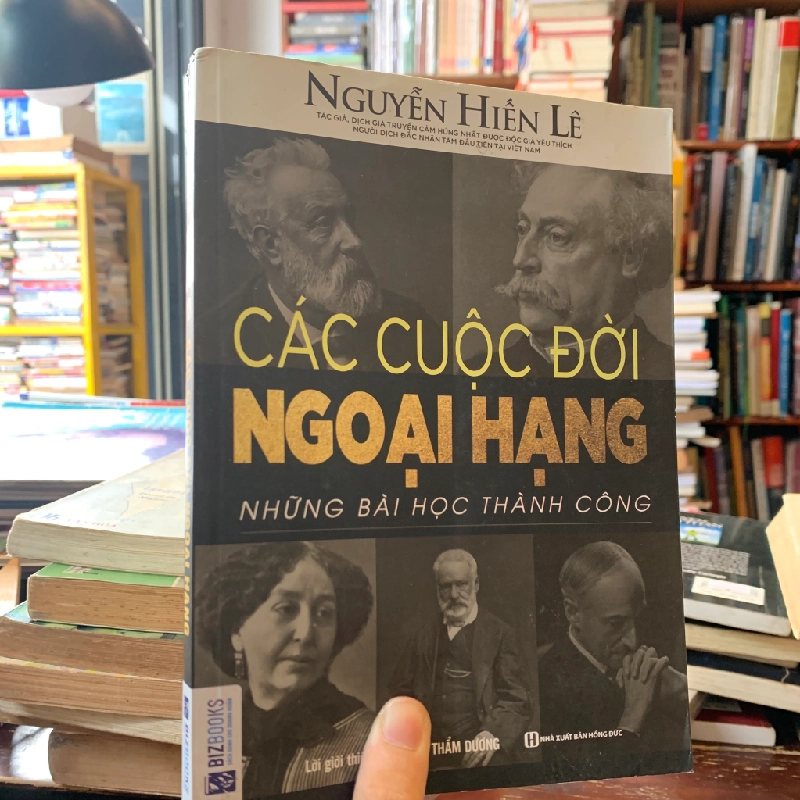 NGUYỄN HIẾN LÊ
TÁC GIẢ, DỊCH GIẢ TRUYỀN CẢM HỨNG NHẤT ĐƯỢC ĐỘC GIẢ YÊU THÍCH
NGƯỜI DỊCH ĐẮC NHÂN TÂM ĐẦU TIÊN TẠI VIỆT NAM
CÁC CUỘC ĐỜI
NGOẠI HẠNG
NHỮNG BÀI HỌC THÀNH CÔNG
BIZBOOKS
Lời giới thi
THẨM DƯƠNG
NHÀ XUẤT BẢN HỒNG ĐỨC